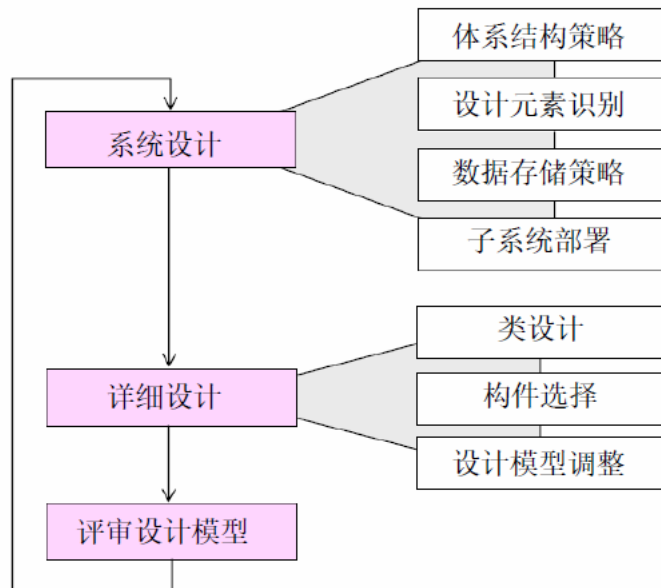 体系结构策略
设计元素识别
系统设计
数据存储策略
子系统部署
类设计
详细设计
构件选择
设计模型调整
评审设计模型